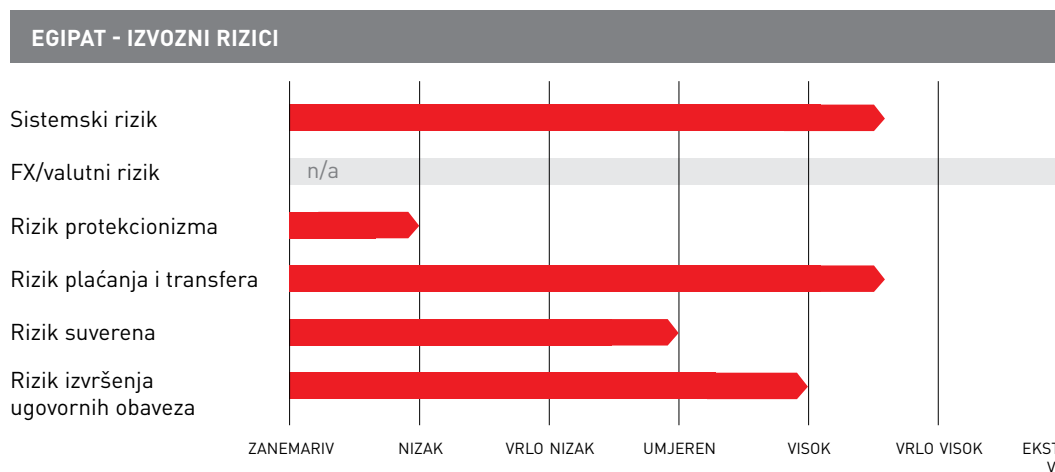 EGIPAT - IZVOZNI RIZICI
Sistemski rizik
FX/valutni rizik
n/a
Rizik protekcionizma
Rizik plaćanja i transfera
Rizik suverena
Rizik izvršenja
ugovornih obaveza
ZANEMARIV NIZAK VRLO NIZAK UMJEREN VISOK VRLO VISOK